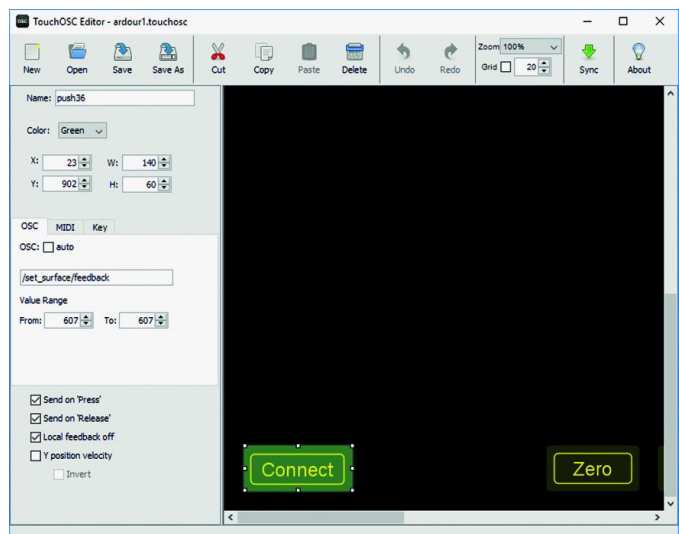 TouchOSC Editor - ardour1.touchosc
New Open Save Save As Cut Copy Paste Delete Undo Redo Zoom 100% Grid 20 Sync About
Name: push36
Color: Green
X: 23 W: 140
Y: 902 H: 60
OSC MIDI Key
OSC: auto
/set_surface/feedback
Value Range
From: 607 To: 607
Send on 'Press'
Send on 'Release'
Local feedback off
Y position velocity
Invert
Connect Zero